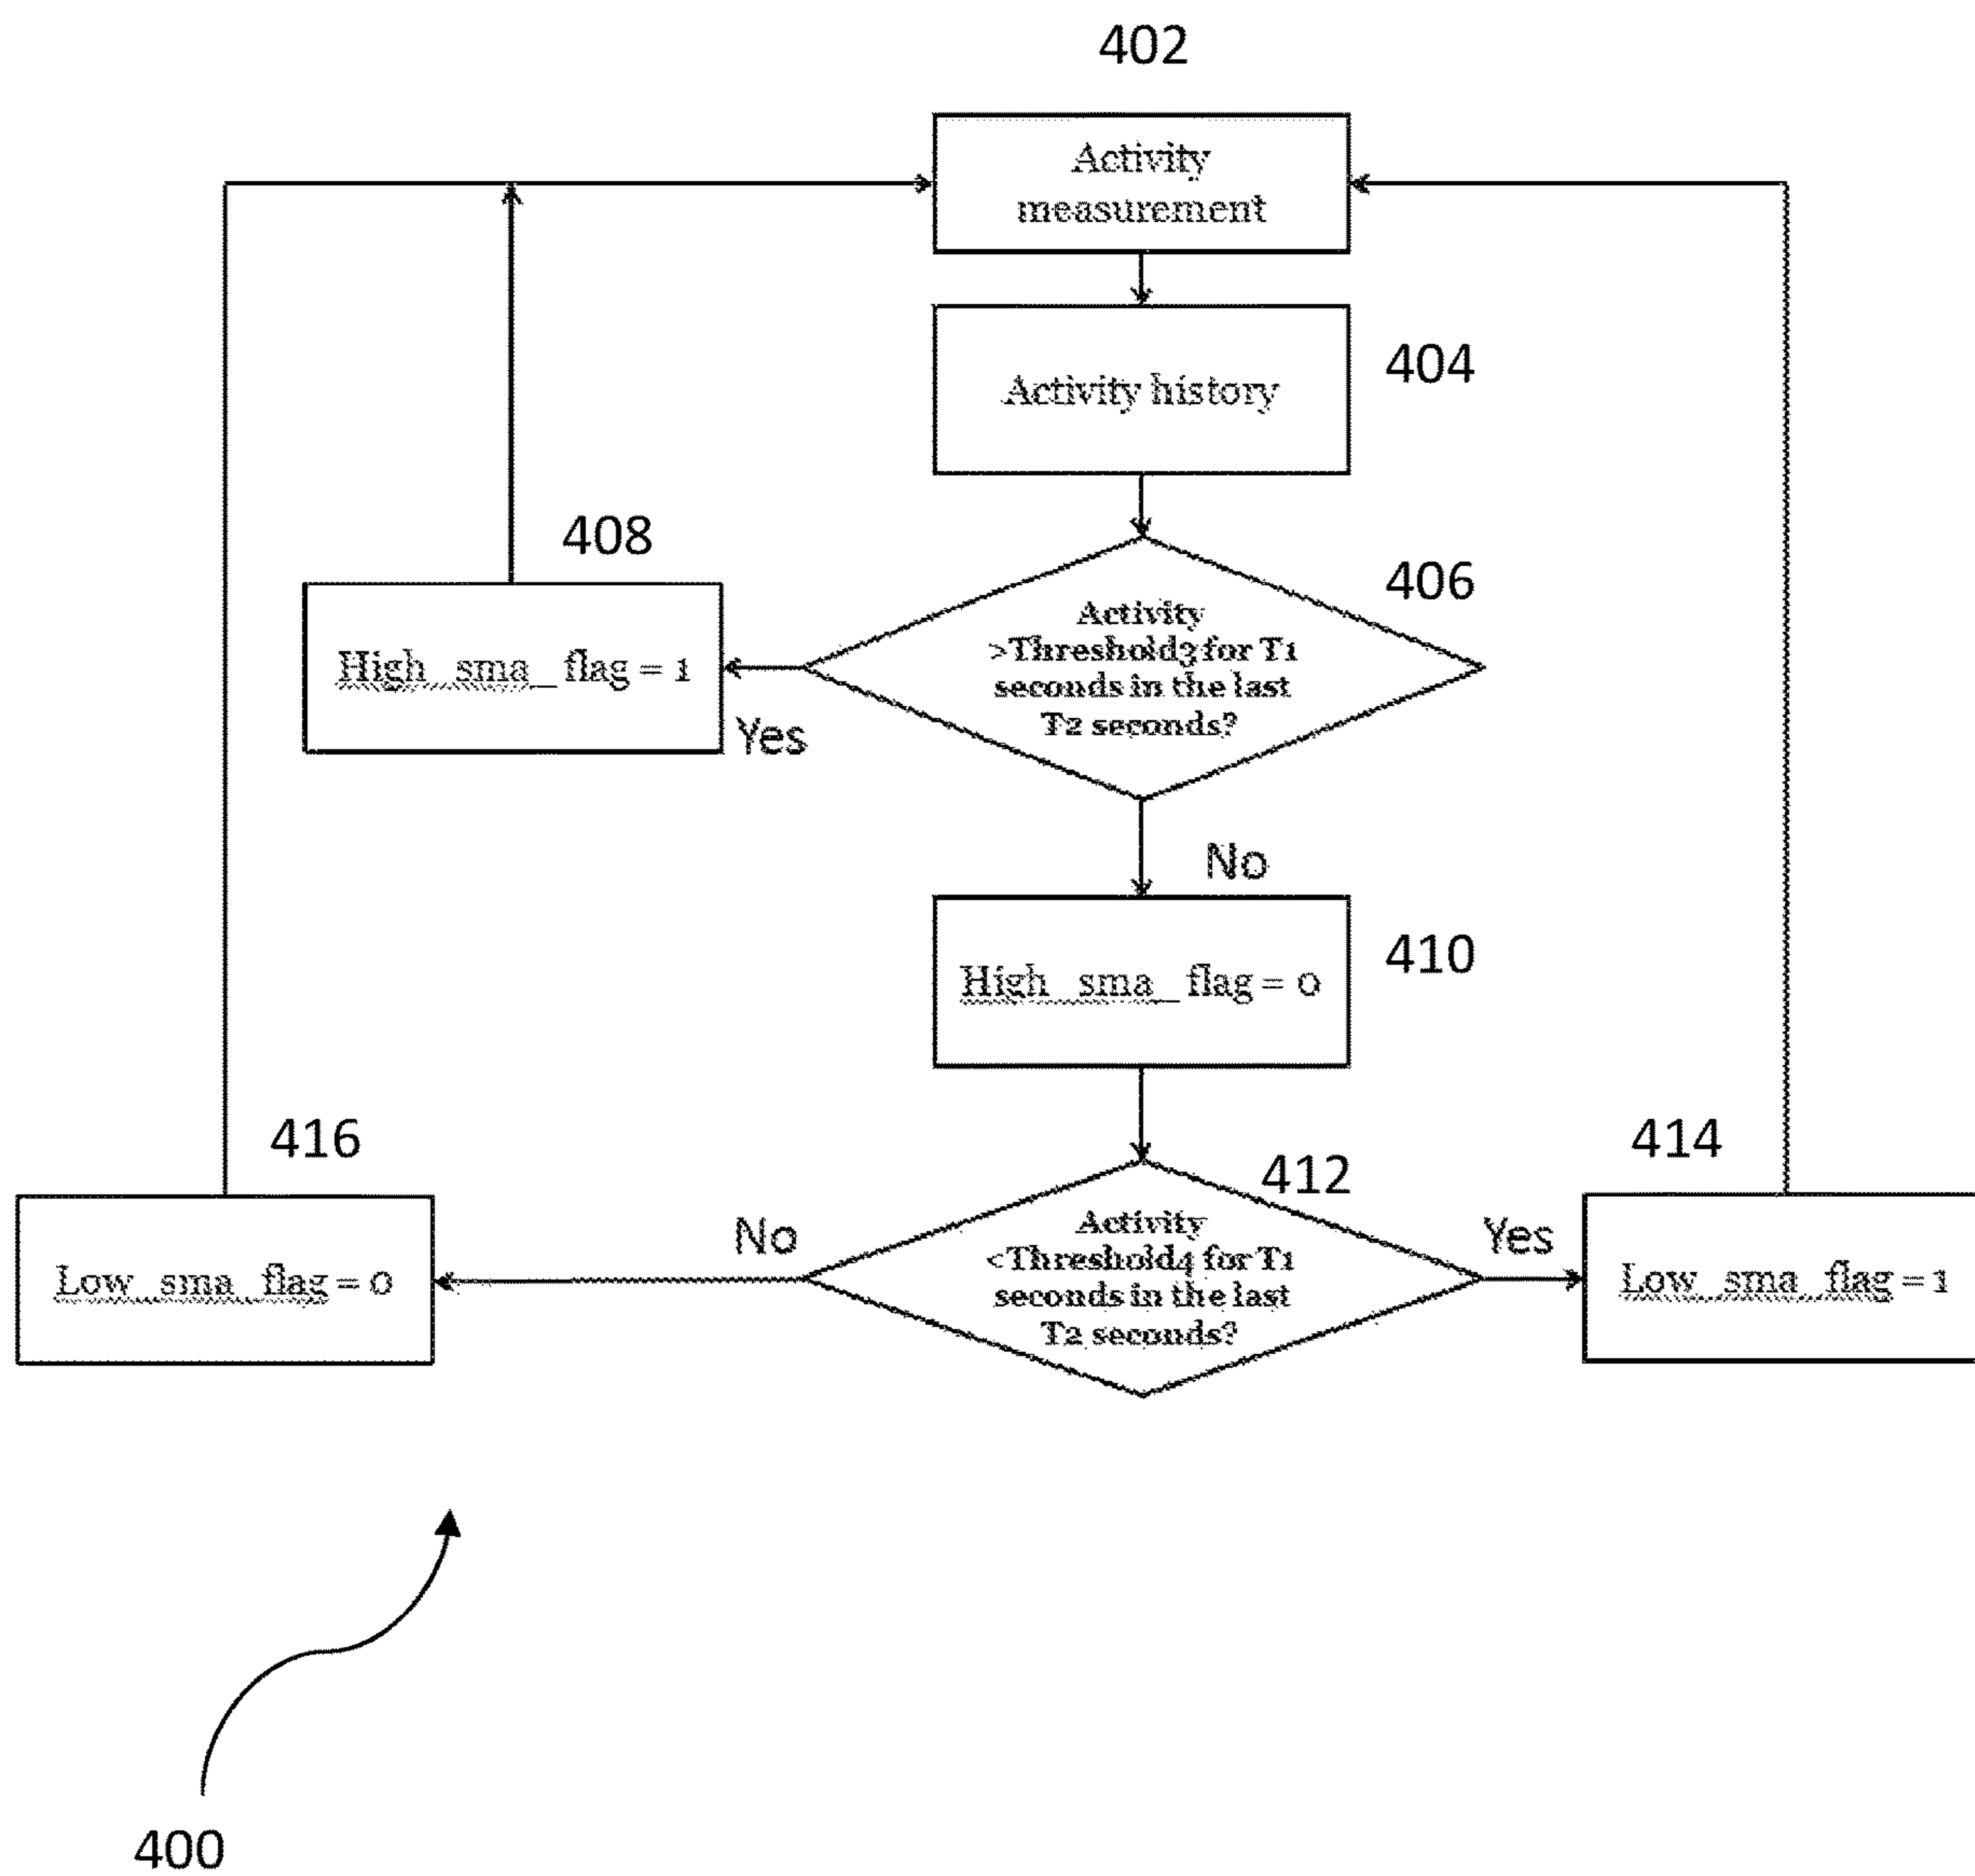 402
Activity
measurement
Activity history
404
408
406
Activity
>Threshold3 for T1
seconds in the last
T2 seconds?
High_sma_flag = 1
Yes
No
High_sma_flag = 0
410
416
412
414
Activity
<Threshold4 for T1
seconds in the last
T2 seconds?
No
Yes
Low_sma_flag = 0
Low_sma_flag = 1
400